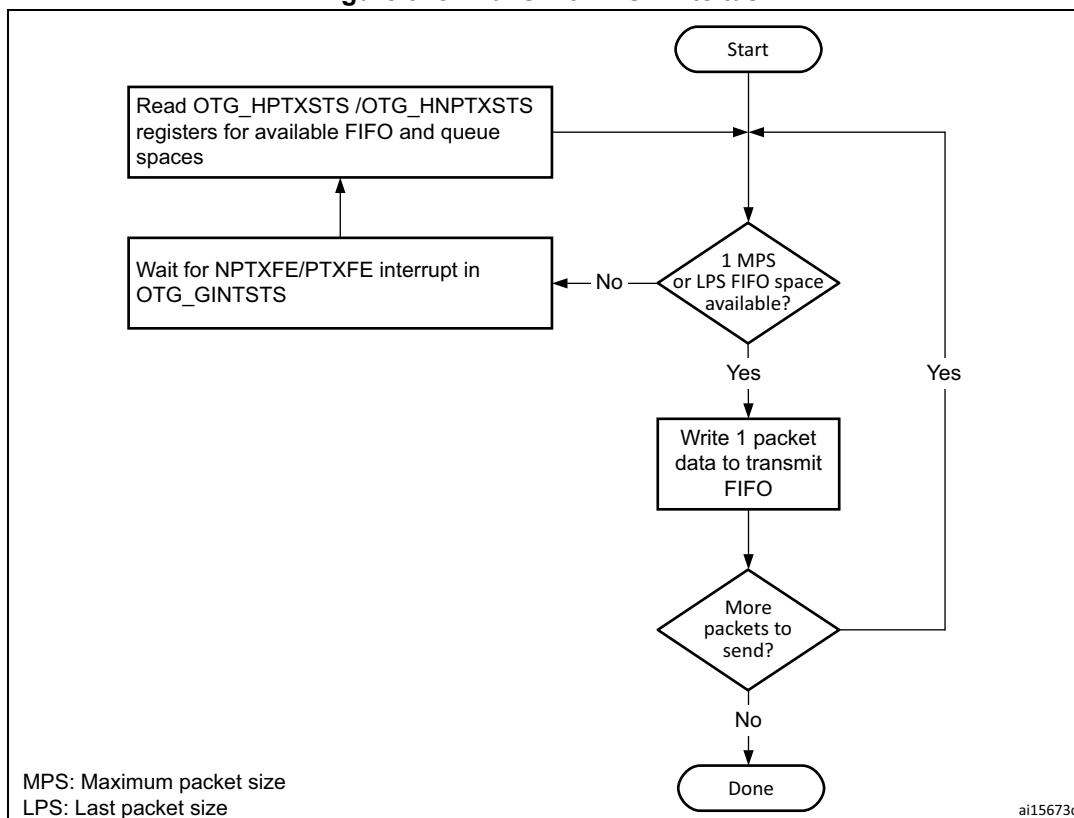 Start
Read OTG_HPTXSTS /OTG_HNPTXSTS
registers for available FIFO and queue
spaces
1 MPS
or LPS FIFO space
available?
No
Wait for NPTXFE/PTXFE interrupt in
OTG_GINTSTS
Yes
Yes
Write 1 packet
data to transmit
FIFO
More
packets to
send?
No
Done
MPS: Maximum packet size
LPS: Last packet size